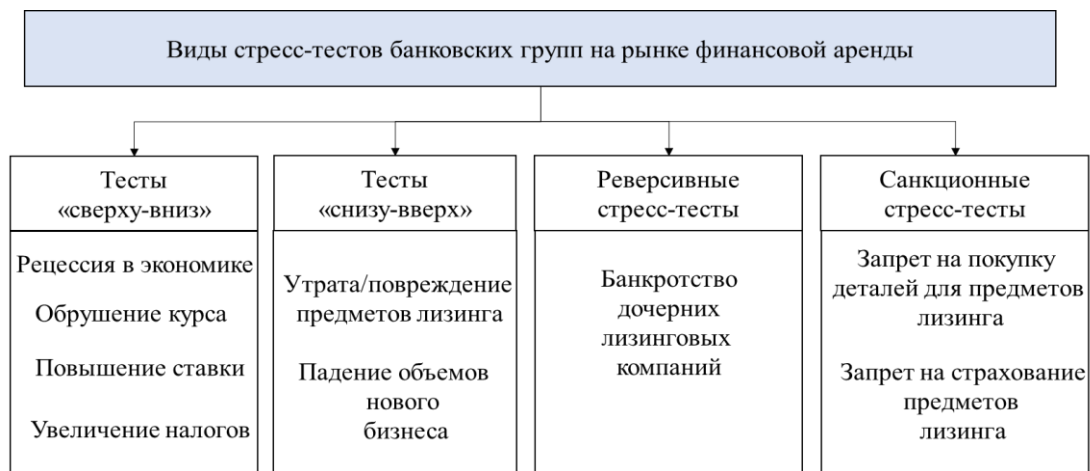 Виды стресс-тестов банковских групп на рынке финансовой аренды
Тесты
«сверху-вниз»
Рецессия в экономике
Обрушение курса
Повышение ставки
Увеличение налогов
Тесты
«снизу-вверх»
Утрата/повреждение
предметов лизинга
Падение объемов
нового
бизнеса
Реверсивные
стресс-тесты
Банкротство
дочерних
лизинговых
компаний
Санкционные
стресс-тесты
Запрет на покупку
деталей для предметов
лизинга
Запрет на страхование
предметов
лизинга